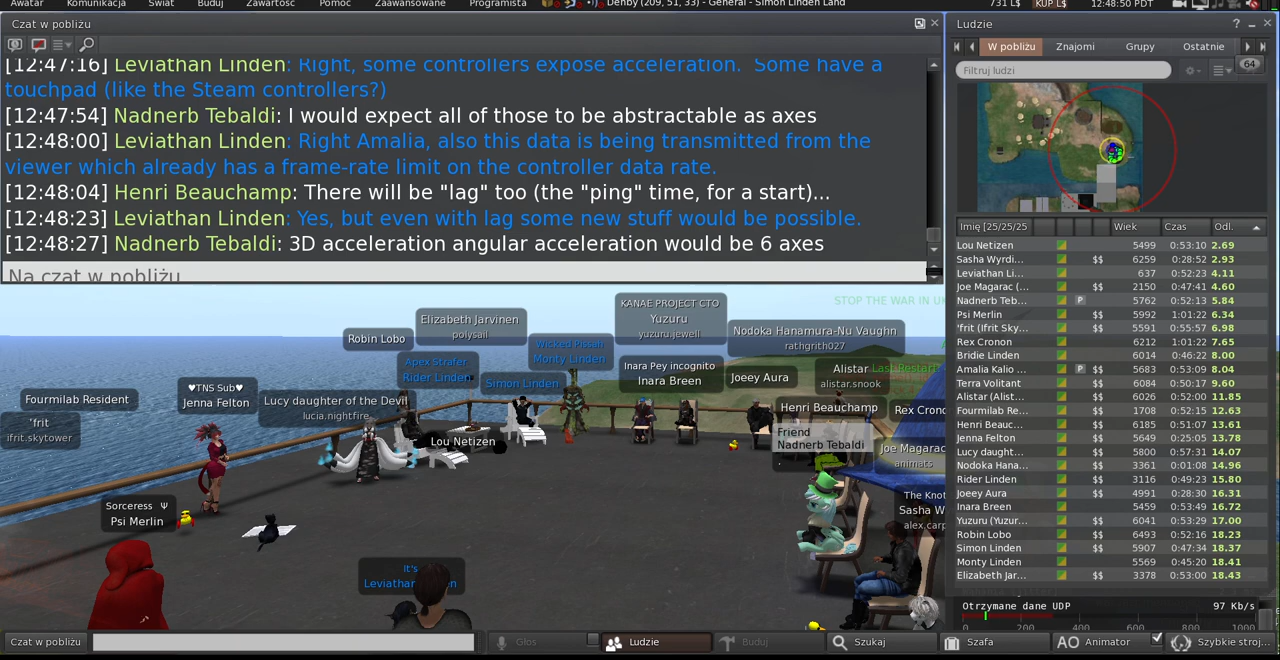 Awatar Komunikacja Świat Buduj Zawartość Pomoc Zaawansowane Programista Denby (209, 51, 33) - General - Simon Linden Land 731 L$ KUP L$ 12:48:50 PDT
Czat w pobliżu
[12:47:16] Leviathan Linden: Right, some controllers expose acceleration. Some have a
touchpad (like the Steam controllers?)
[12:47:54] Nadnerb Tebaldi: I would expect all of those to be abstractable as axes
[12:48:00] Leviathan Linden: Right Amalia, also this data is being transmitted from the
viewer which already has a frame-rate liinit on the controller data rate.
[12:48:04] Henri Beauchamp: There will be "lag" too (the "ping" time, for a start)...
[12:48:23] Leviathan Linden: Yes, but even with lag some new stuff would be possible.
[12:48:27] Nadnerb Tebaldi: 3D acceleration angular acceleration would be 6 axes
Na czat w pobliżu
Ludzie
W pobliżu Znajomi Grupy Ostatnie
Filtruj ludzi
64
Imię [25/25/25 Wiek Czas Odl.
Lou Netizen 5499 0:53:10 2.69
Sasha Wyrdi... $$ 6259 0:28:52 2.93
Leviathan Li... 637 0:52:23 4.11
Joe Magarac (... $$ 2150 0:47:41 4.60
Nadnerb Teb... P 5762 0:52:13 5.84
Psi Merlin $$ 5992 1:01:22 6.34
'frit (Ifrit Sky... $$ 5591 0:55:57 6.98
Rex Cronon $$ 6212 1:01:22 7.65
Bridie Linden 6014 0:46:22 8.00
Amalia Kalio ... P $$ 5683 0:53:09 8.04
Terra Volitant $$ 6084 0:50:17 9.60
Alistar (Alist... $$ 6026 0:52:00 11.85
Fourmilab Re... $$ 1708 0:52:15 12.63
Henri Beauc... $$ 6185 0:51:07 13.61
Jenna Felton $$ 5649 0:25:05 13.78
Lucy daught... $$ 5800 0:57:31 14.07
Nodoka Hana... $$ 3361 0:01:08 14.96
Rider Linden $$ 3116 0:49:23 15.80
Joeey Aura $$ 4991 0:28:30 16.31
Inara Breen 5459 0:53:49 16.72
Yuzuru (Yuzur... $$ 6041 0:53:29 17.00
Robin Lobo $$ 6493 0:52:16 18.23
Simon Linden $$ 5907 0:47:34 18.37
Monty Linden 5569 0:45:20 18.41
Elizabeth Jar... $$ 3378 0:53:00 18.43
Otrzymane dane UDP 97 Kb/s
0 200 400 600 800 1000
STOP THE WAR IN UK
KANAE PROJECT CTO
Yuzuru
yuzuru.jewell
Elizabeth Jarvinen
polysail
Robin Lobo
Wicked Pissah
Monty Linden
Nodoka Hanamura-Nu Vaughn
rathgrith027
Apex Strafer
Rider Linden
Simon Linden
Inara Pey incognito
Inara Breen
Joeey Aura
Alistar
alistar.snook
Last Restart
♥TNS Sub♥
Jenna Felton
Fourmilab Resident
Lucy daughter of the Devil
lucia.nightfire
'frit
ifrit.skytower
Lou Netizen
Henri Beauchamp
Rex Crono
Friend
Nadnerb Tebaldi
Joe Magarac
animats
Sorceress Ψ
Psi Merlin
The Knot
Sasha W
alex.carp
It's
Leviathan
Czat w pobliżu Głos Ludzie Buduj Szukaj Szafa AO Animator Szybkie stroj...